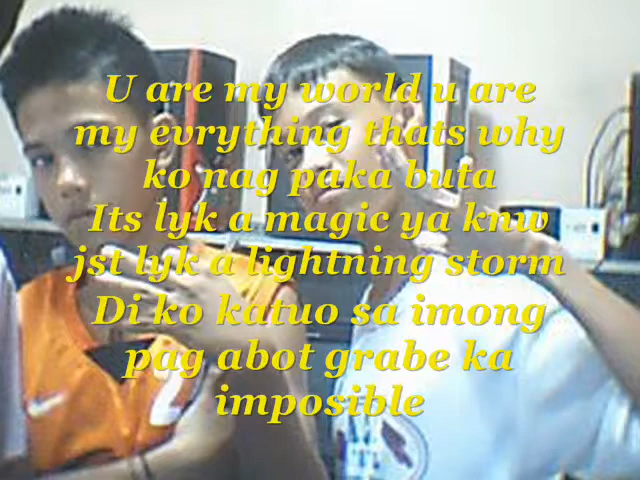 U are my world u are
my evrything thats why
ko nag paka buta
Its lyk a magic ya knw
jst lyk a lightning storm
Di ko katuo sa imong
pag abot grabe ka
imposible